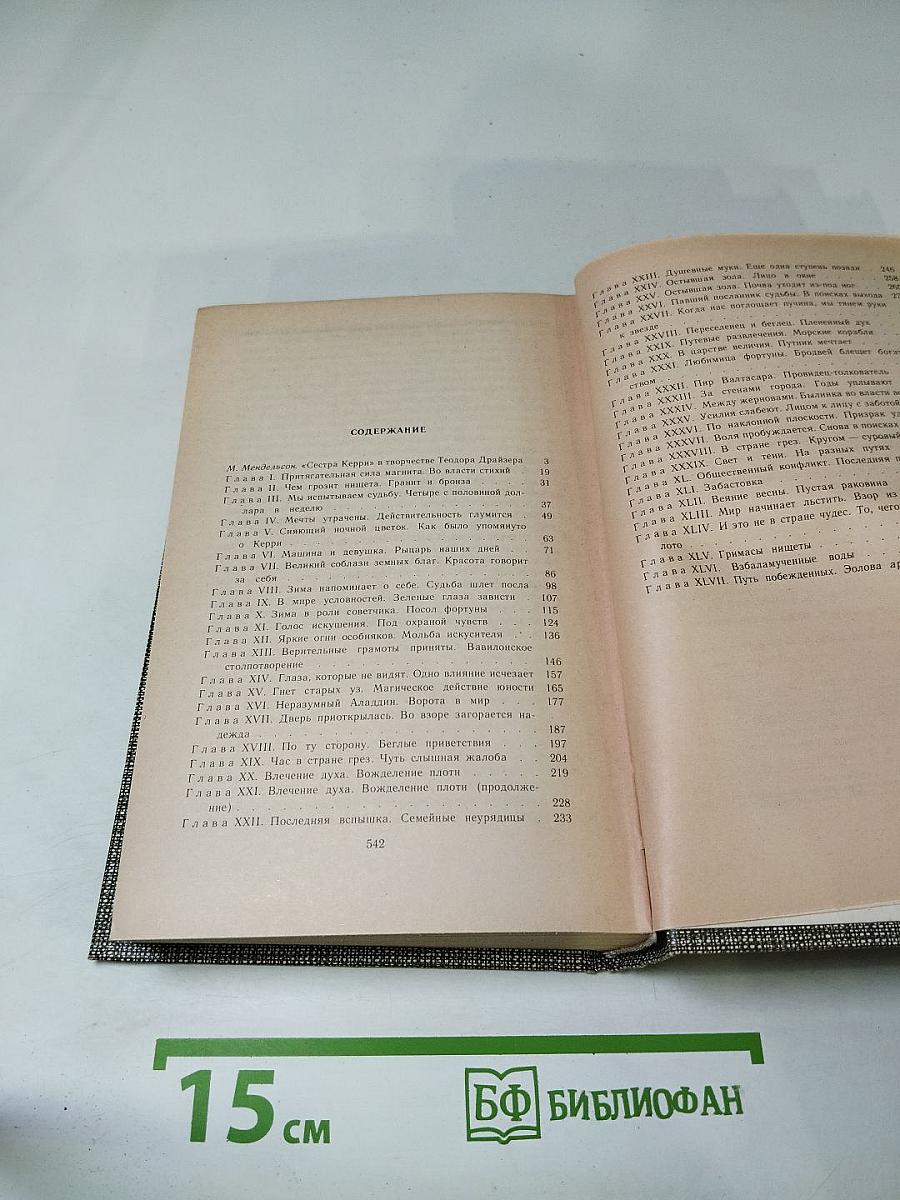 СОДЕРЖАНИЕ
М. Мендельсон. «Сестра Керри» в творчестве Теодора Драйзера 3
Глава I. Притягательная сила магнита. Во власти стихий 19
Глава II. Чем грозит нищета. Гранит и бронза . . . 31
Глава III. Мы испытываем судьбу. Четыре с половиной дол-
лара в неделю . . . 37
Глава IV. Мечты утрачены. Действительность глумится . 49
Глава V. Сияющий ночной цветок. Как было упомянуто
о Керри . . . 63
Глава VI. Машина и девушка. Рыцарь наших дней . 71
Глава VII. Великий соблазн земных благ. Красота говорит
за себя . . . 86
Глава VIII. Зима напоминает о себе. Судьба шлет посла 98
Глава IX. В мире условностей. Зеленые глаза зависти . 107
Глава X. Зима в роли советчика. Посол фортуны . . 115
Глава XI. Голос искушения. Под охраной чувств . . . 124
Глава XII. Яркие огни особняков. Мольба искусителя . . 136
Глава XIII. Верительные грамоты приняты. Вавилонское
столпотворение . . . 146
Глава XIV. Глаза, которые не видят. Одно влияние исчезает 157
Глава XV. Гнет старых уз. Магическое действие юности 165
Глава XVI. Неразумный Аладдин. Ворота в мир . . . 177
Глава XVII. Дверь приоткрылась. Во взоре загорается на-
дежда . . . 187
Глава XVIII. По ту сторону. Беглые приветствия . . . 197
Глава XIX. Час в стране грез. Чуть слышная жалоба . . 204
Глава XX. Влечение духа. Вожделение плоти . . . . . 219
Глава XXI. Влечение духа. Вожделение плоти (продолже-
ние) . . . 228
Глава XXII. Последняя вспышка. Семейные неурядицы . 233
542
Глава XXIII. Душевные муки. Еще одна ступень позади . 246
Глава XXIV. Остывшая зола. Лицо в окне . . . 258
Глава XXV. Остывшая зола. Почва уходит из-под ног . . 265
Глава XXVI. Павший посланник судьбы. В поисках выхода
Глава XXVII. Когда нас поглощает пучина, мы тянем руки
к звезде . . .
Глава XXVIII. Переселенец и беглец. Плененный дух
Глава XXIX. Путевые развлечения. Морские корабли .
Глава XXX. В царстве величия. Путник мечтает .
Глава XXXI. Любимица фортуны. Бродвей блещет богат
ством . .
Глава XXXII. Пир Валтасара. Провидец-толкователь
Глава XXXIII. За стенами города. Годы уплывают
Глава XXXIV. Между жерновами. Былинка во власти
Глава XXXV. Усилия слабеют. Лицом к лицу с заботой
Глава XXXVI. По наклонной плоскости. Призрак
Глава XXXVII. Воля пробуждается. Снова в поисках
Глава XXXVIII. В стране грез. Кругом — суровый
Глава XXXIX. Свет и тени. На разных путях
Глава XL. Общественный конфликт. Последняя
Глава XLI. Забастовка . . .
Глава XLII. Веяние весны. Пустая раковина
Глава XLIII. Мир начинает льстить. Взор из
Глава XLIV. И это не в стране чудес. То, чего
лото . . .
Глава XLV. Гримасы нищеты . . .
Глава XLVI. Взбаламученные воды . .
Глава XLVII. Путь побежденных. Эолова
15 см
БФ БИБЛИОФАН